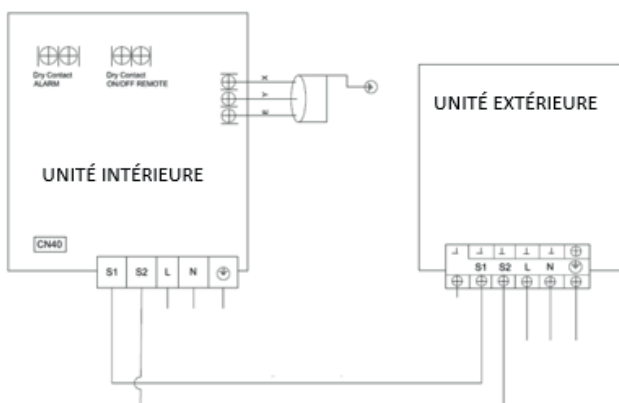 Dry Contact
ALARM
Dry Contact
ON/OFF REMOTE
X
Y
E
UNITÉ INTÉRIEURE
CN40
S1 S2 L N
UNITÉ EXTÉRIEURE
S1 S2 L N